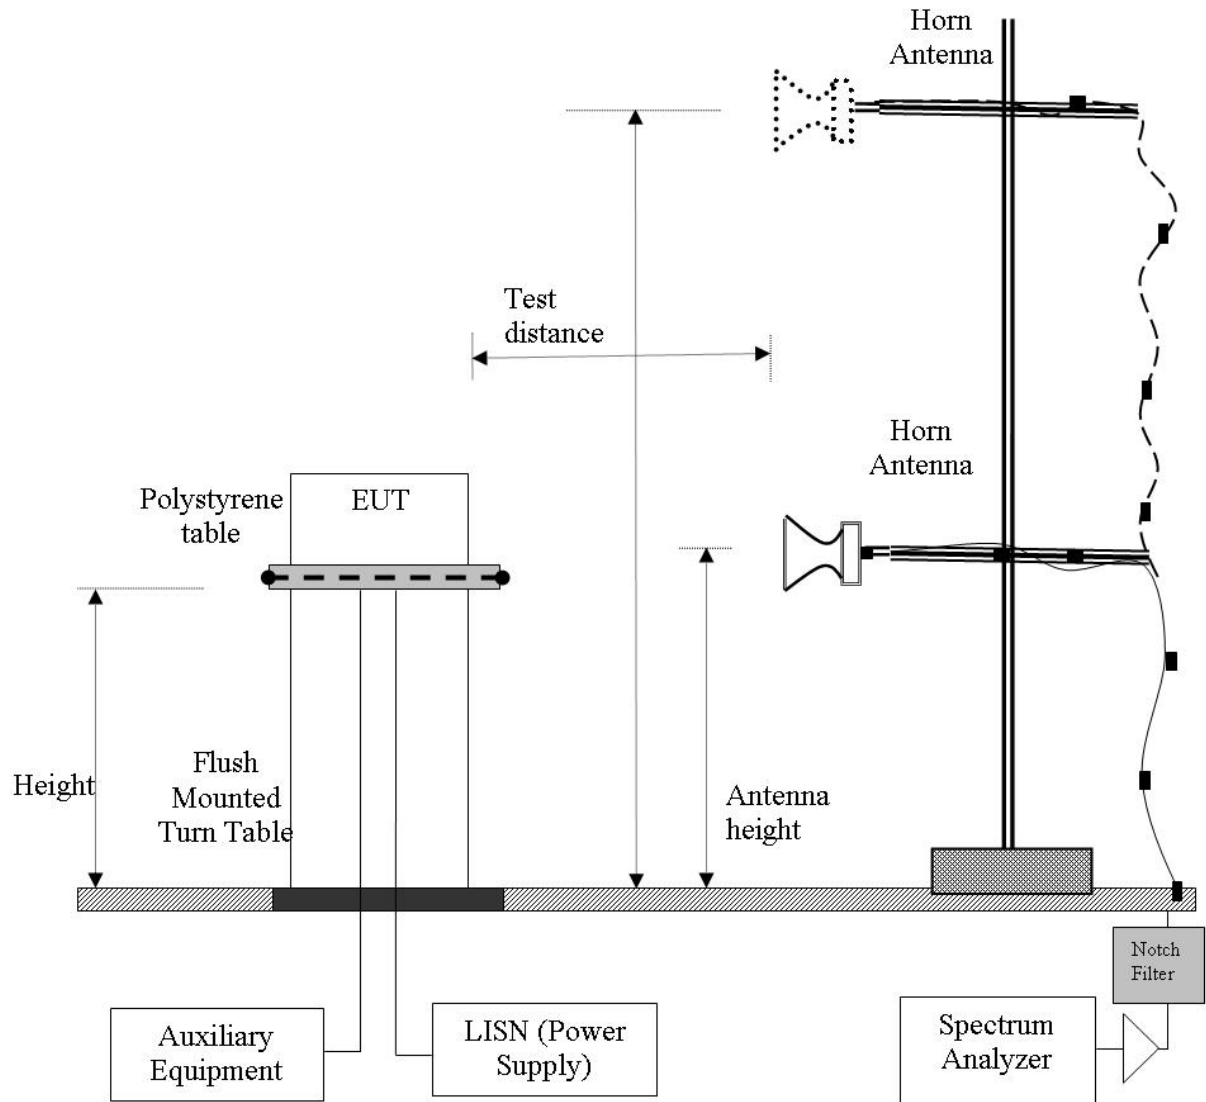 Horn
Antenna
Test
distance
Horn
Antenna
Polystyrene
table
EUT
Height
Flush
Mounted
Turn Table
Antenna
height
Notch
Filter
Auxiliary
Equipment
LISN (Power
Supply)
Spectrum
Analyzer